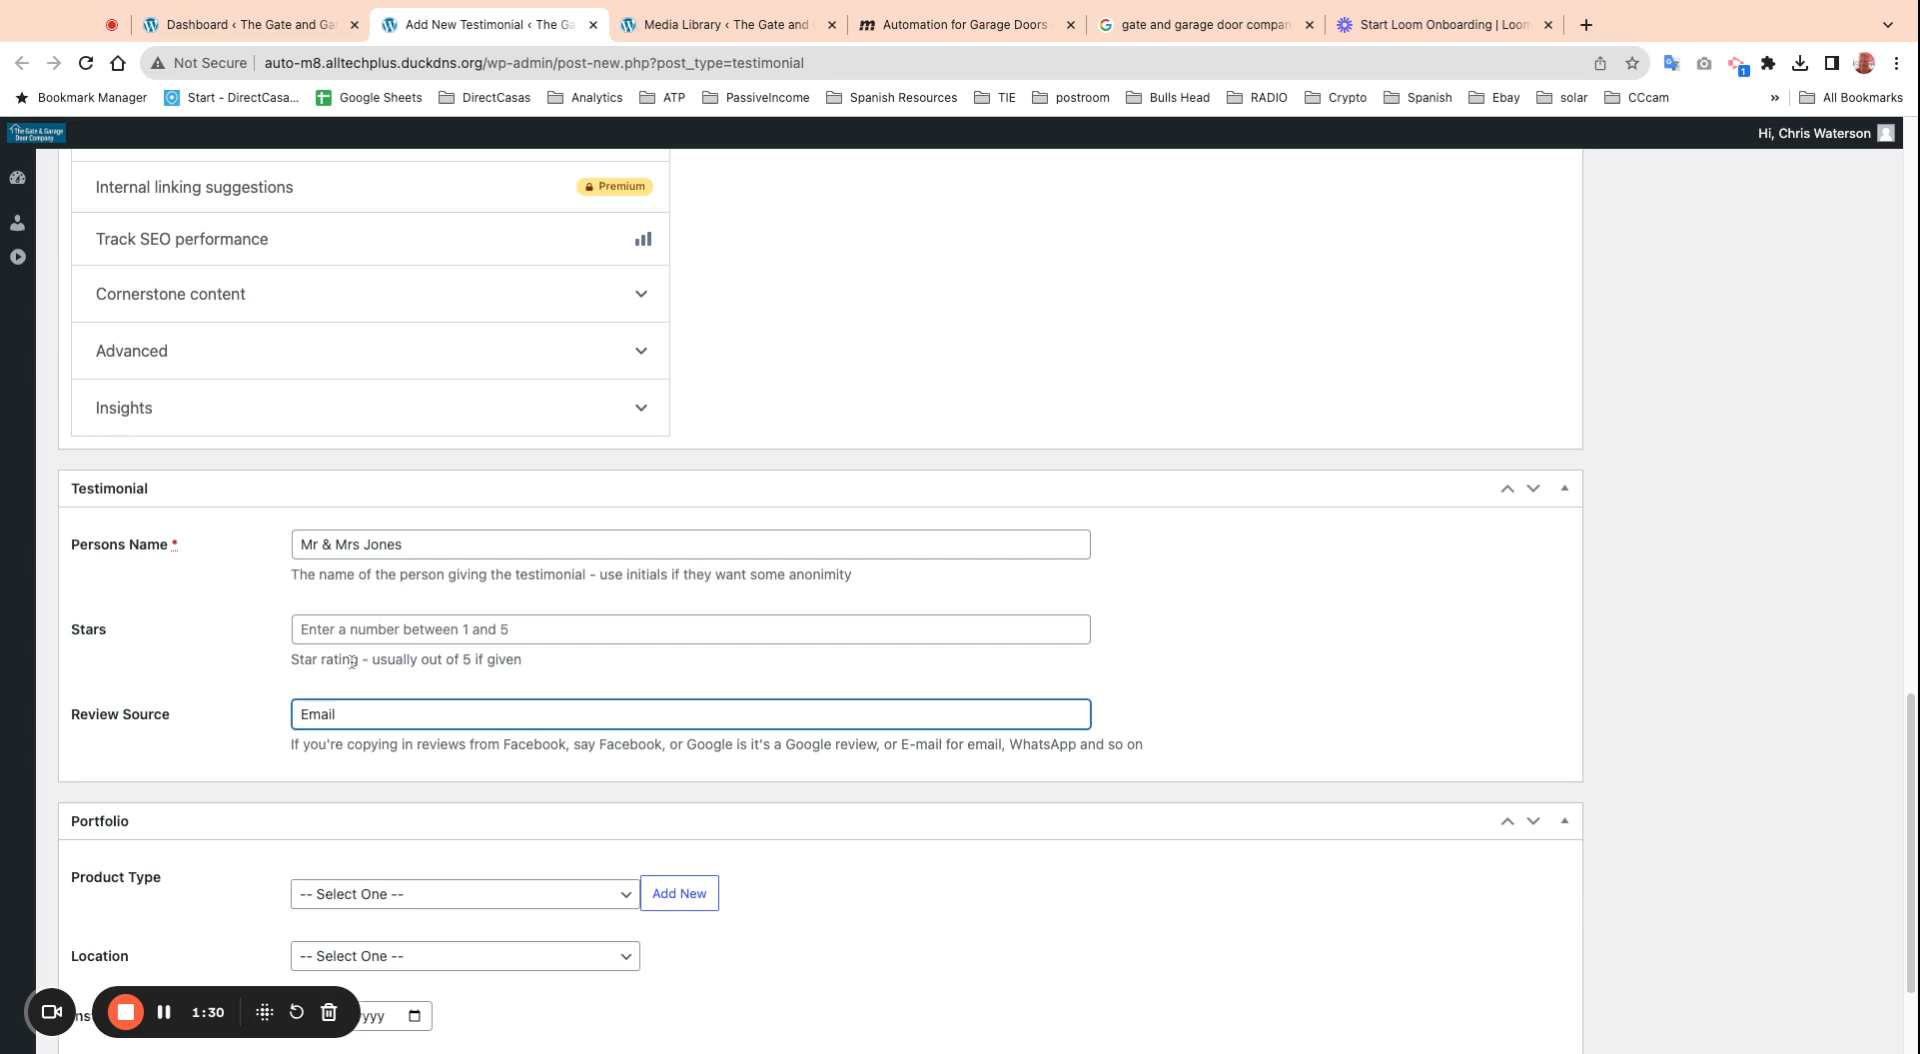 Dashboard ‹ The Gate and Ga
Add New Testimonial ‹ The Ga
Media Library ‹ The Gate and
Automation for Garage Doors
gate and garage door compan
Start Loom Onboarding | Loom
Not Secure
auto-m8.alltechplus.duckdns.org/wp-admin/post-new.php?post_type=testimonial
1
Bookmark Manager
Start - DirectCasa...
Google Sheets
DirectCasas
Analytics
ATP
PassiveIncome
Spanish Resources
TIE
postroom
Bulls Head
RADIO
Crypto
Spanish
Ebay
solar
CCcam
»
All Bookmarks
The Gate & Garage
Door Company
Hi, Chris Waterson
Internal linking suggestions
Premium
Track SEO performance
Cornerstone content
Advanced
Insights
Testimonial
Persons Name *
Mr & Mrs Jones
The name of the person giving the testimonial - use initials if they want some anonimity
Stars
Enter a number between 1 and 5
Star rating - usually out of 5 if given
Review Source
Email
If you're copying in reviews from Facebook, say Facebook, or Google is it's a Google review, or E-mail for email, WhatsApp and so on
Portfolio
Product Type
-- Select One --
Add New
Location
-- Select One --
1:30
yyy